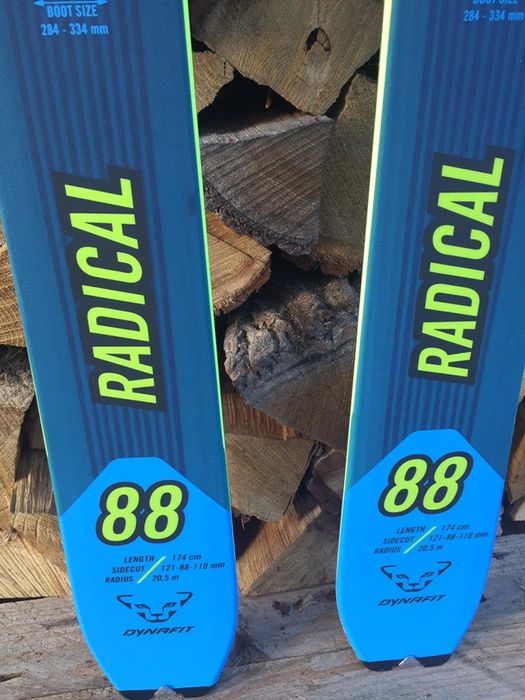 BOOT SIZE
284 - 334 mm
RADICAL
88
LENGTH 174 cm
SIDECUT 121-88-110 mm
RADIUS 20,5 m
DYNAFIT
BOOT SIZE
284 - 334 mm
RADICAL
88
LENGTH 174 cm
SIDECUT 121-88-110 mm
RADIUS 20,5 m
DYNAFIT